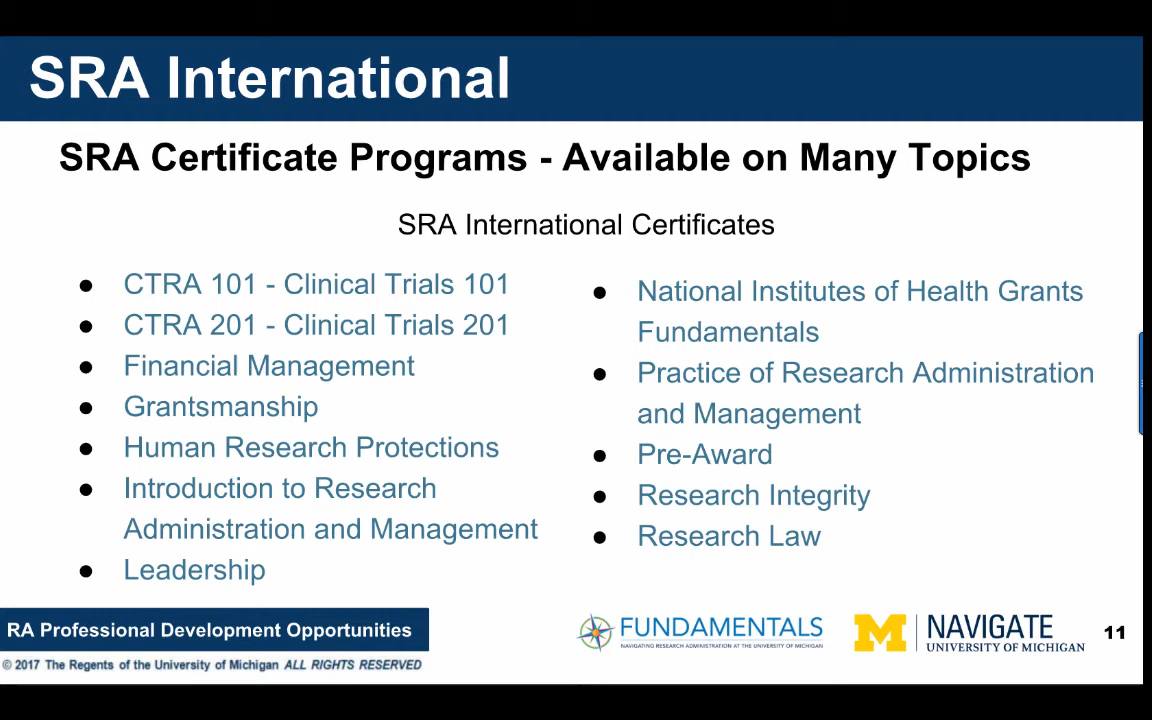 SRA International
SRA Certificate Programs - Available on Many Topics
SRA International Certificates
● CTRA 101 - Clinical Trials 101
● CTRA 201 - Clinical Trials 201
● Financial Management
● Grantsmanship
● Human Research Protections
● Introduction to Research
Administration and Management
● Leadership
● National Institutes of Health Grants
Fundamentals
● Practice of Research Administration
and Management
● Pre-Award
● Research Integrity
● Research Law
RA Professional Development Opportunities
© 2017 The Regents of the University of Michigan ALL RIGHTS RESERVED
FUNDAMENTALS
NAVIGATING RESEARCH ADMINISTRATION AT THE UNIVERSITY OF MICHIGAN
M NAVIGATE
UNIVERSITY OF MICHIGAN
11